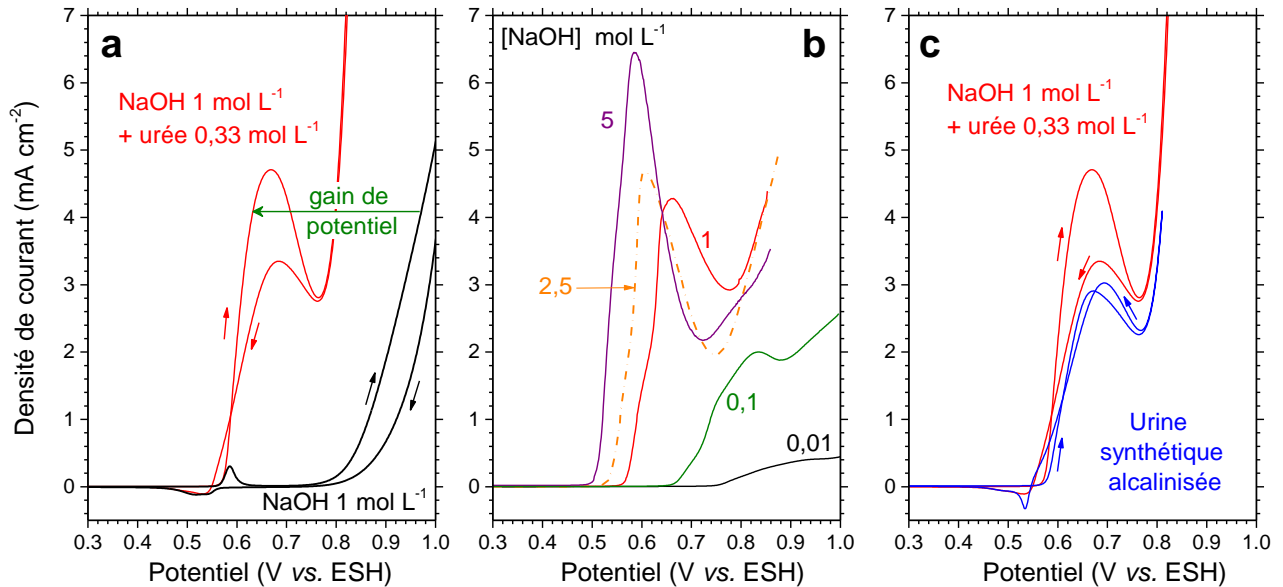 a
NaOH 1 mol L⁻¹
+ urée 0,33 mol L⁻¹
gain de
potentiel
NaOH 1 mol L⁻¹
Densité de courant (mA cm⁻²)
7
6
5
4
3
2
1
0
0.3 0.4 0.5 0.6 0.7 0.8 0.9 1.0
Potentiel (V vs. ESH)
[NaOH] mol L⁻¹
b
5
2,5
1
0,1
0,01
7
6
5
4
3
2
1
0
0.3 0.4 0.5 0.6 0.7 0.8 0.9 1.0
Potentiel (V vs. ESH)
c
NaOH 1 mol L⁻¹
+ urée 0,33 mol L⁻¹
Urine
synthétique
alcalinisée
7
6
5
4
3
2
1
0
0.3 0.4 0.5 0.6 0.7 0.8 0.9 1.0
Potentiel (V vs. ESH)